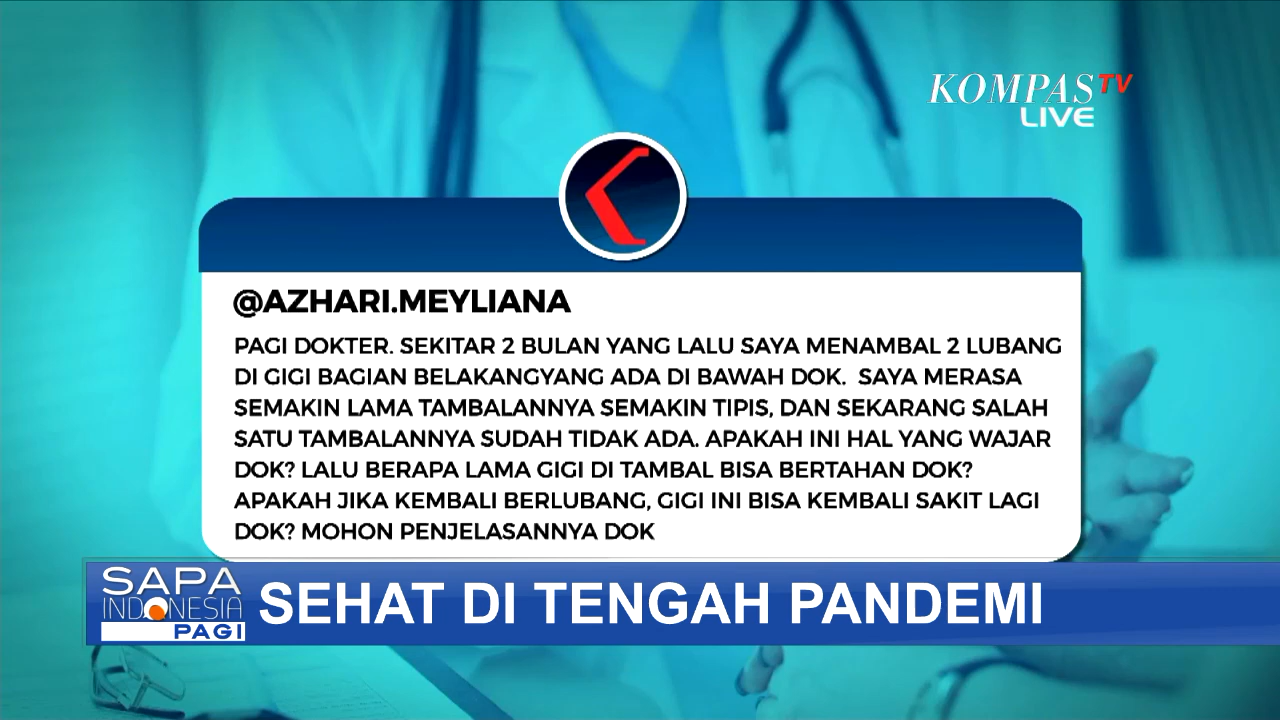 KOMPASTV
LIVE
@AZHARI.MEYLIANA
PAGI DOKTER. SEKITAR 2 BULAN YANG LALU SAYA MENAMBAL 2 LUBANG
DI GIGI BAGIAN BELAKANGYANG ADA DI BAWAH DOK. SAYA MERASA
SEMAKIN LAMA TAMBALANNYA SEMAKIN TIPIS, DAN SEKARANG SALAH
SATU TAMBALANNYA SUDAH TIDAK ADA. APAKAH INI HAL YANG WAJAR
DOK? LALU BERAPA LAMA GIGI DI TAMBAL BISA BERTAHAN DOK?
APAKAH JIKA KEMBALI BERLUBANG, GIGI INI BISA KEMBALI SAKIT LAGI
DOK? MOHON PENJELASANNYA DOK
SAPA
INDONESIA
PAGI
SEHAT DI TENGAH PANDEMI